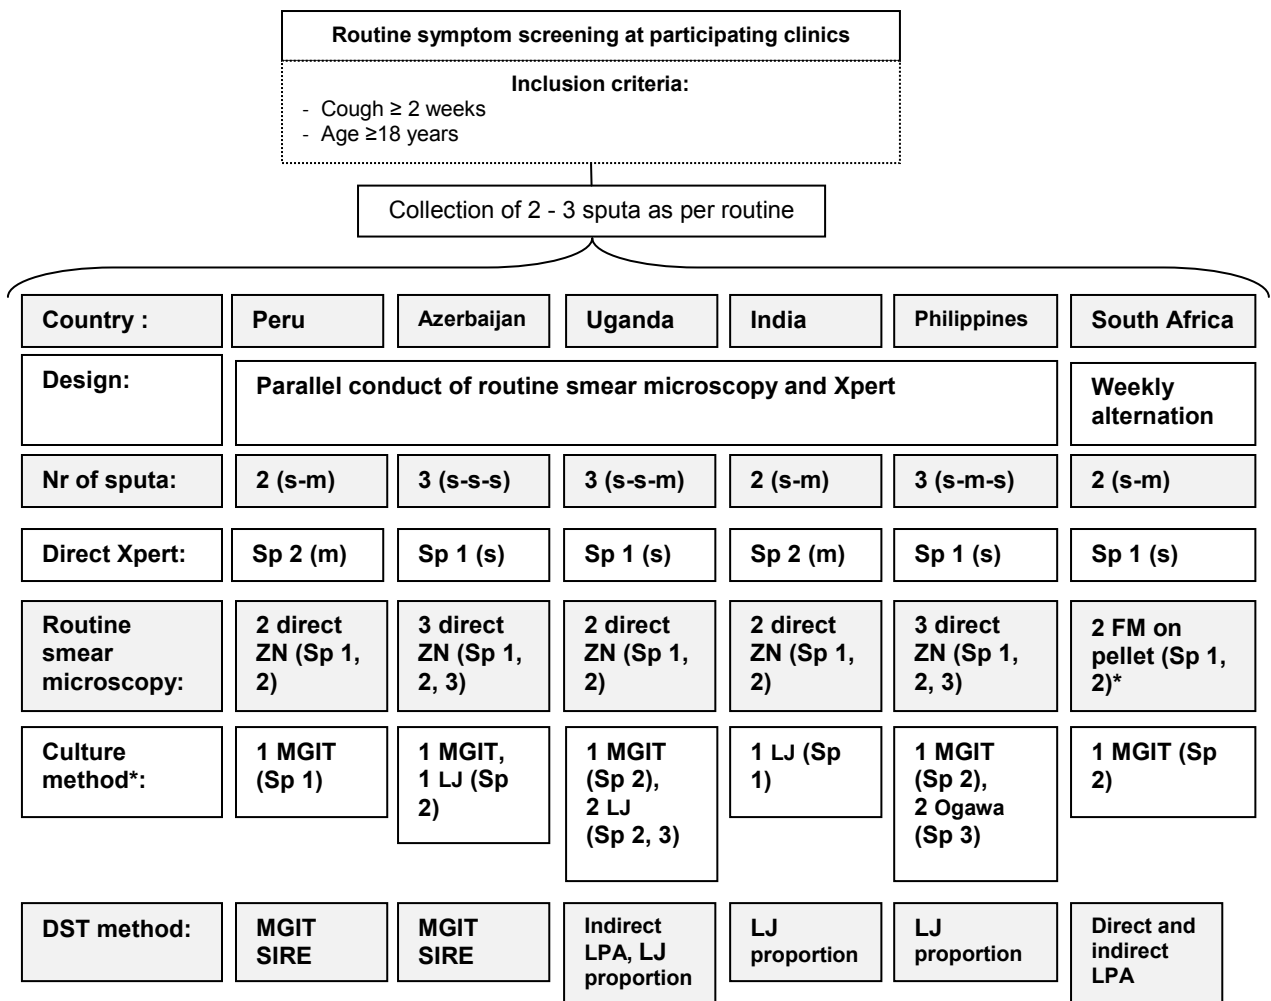 Routine symptom screening at participating clinics
Inclusion criteria:
- Cough ≥ 2 weeks
- Age ≥18 years
Collection of 2 - 3 sputa as per routine
Country :
Peru
Azerbaijan
Uganda
India
Philippines
South Africa
Design:
Parallel conduct of routine smear microscopy and Xpert
Weekly
alternation
Nr of sputa:
2 (s-m)
3 (s-s-s)
3 (s-s-m)
2 (s-m)
3 (s-m-s)
2 (s-m)
Direct Xpert:
Sp 2 (m)
Sp 1 (s)
Sp 1 (s)
Sp 2 (m)
Sp 1 (s)
Sp 1 (s)
Routine
smear
microscopy:
2 direct
ZN (Sp 1,
2)
3 direct
ZN (Sp 1,
2, 3)
2 direct
ZN (Sp 1,
2)
2 direct
ZN (Sp 1,
2)
3 direct
ZN (Sp 1,
2, 3)
2 FM on
pellet (Sp 1,
2)*
Culture
method*:
1 MGIT
(Sp 1)
1 MGIT,
1 LJ (Sp
2)
1 MGIT
(Sp 2),
2 LJ
(Sp 2, 3)
1 LJ (Sp
1)
1 MGIT
(Sp 2),
2 Ogawa
(Sp 3)
1 MGIT (Sp
2)
DST method:
MGIT
SIRE
MGIT
SIRE
Indirect
LPA, LJ
proportion
LJ
proportion
LJ
proportion
Direct and
indirect
LPA